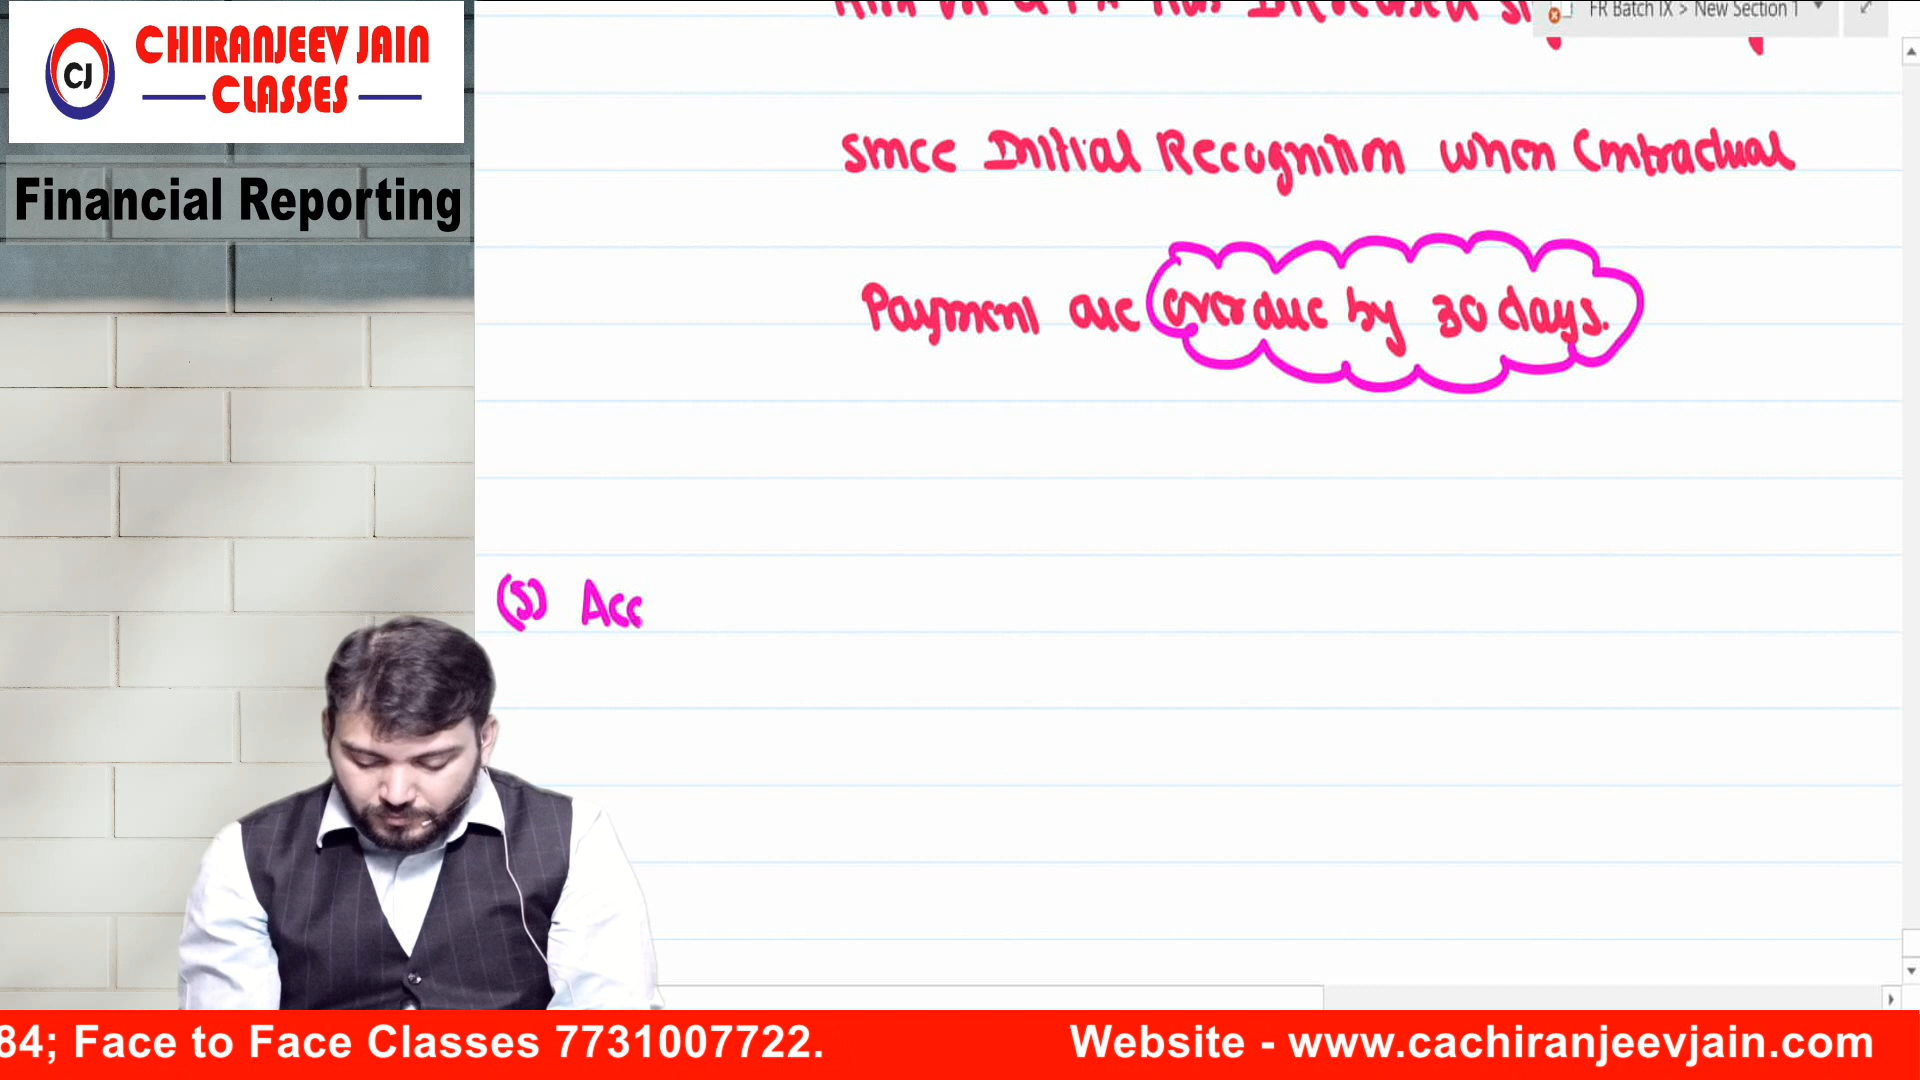 CHIRANJEEV JAIN
CLASSES
CJ
Financial Reporting
FR Batch IX > New Section 1
Increased
since Initial Recognition when Contractual
Payment are overdue by 30 days.
(5) Acc
84; Face to Face Classes 7731007722.
Website - www.cachiranjeevjain.com